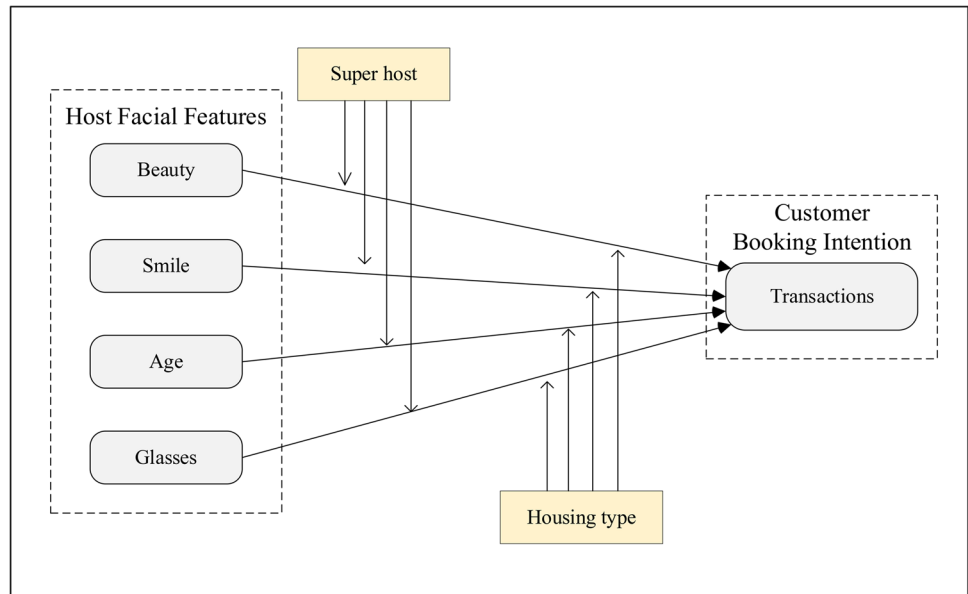 Super host
Host Facial Features
Beauty
Smile
Age
Glasses
Customer
Booking Intention
Transactions
Housing type